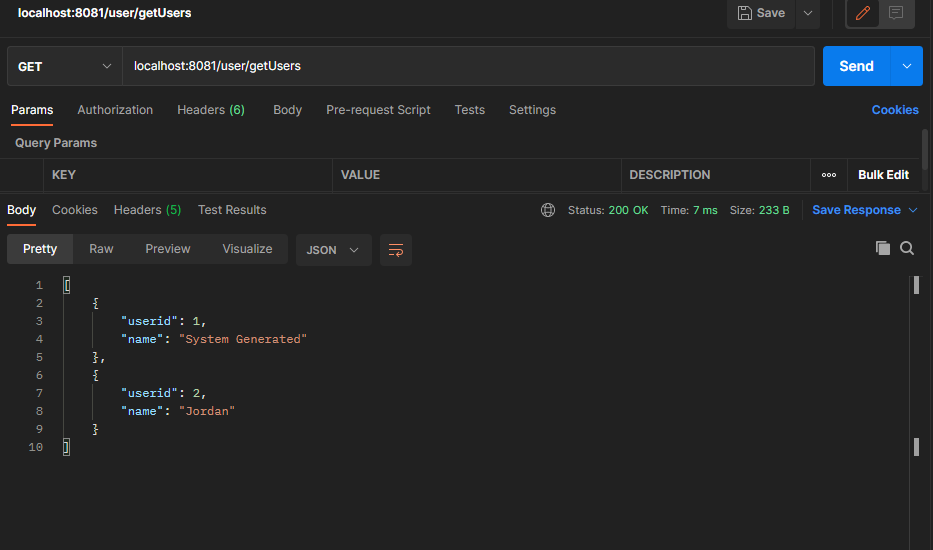 localhost:8081/user/getUsers
Save
GET localhost:8081/user/getUsers Send
Params Authorization Headers (6) Body Pre-request Script Tests Settings Cookies
Query Params
KEY VALUE DESCRIPTION ooo Bulk Edit
Body Cookies Headers (5) Test Results Status: 200 OK Time: 7 ms Size: 233 B Save Response
Pretty Raw Preview Visualize JSON
1 [
2 {
3 "userid": 1,
4 "name": "System Generated"
5 },
6 {
7 "userid": 2,
8 "name": "Jordan"
9 }
10 ]